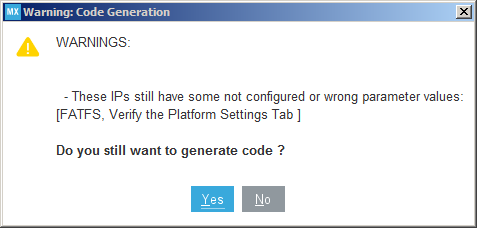 MX Warning: Code Generation
WARNINGS:
- These IPs still have some not configured or wrong parameter values:
[FATFS, Verify the Platform Settings Tab ]
Do you still want to generate code ?
Yes No